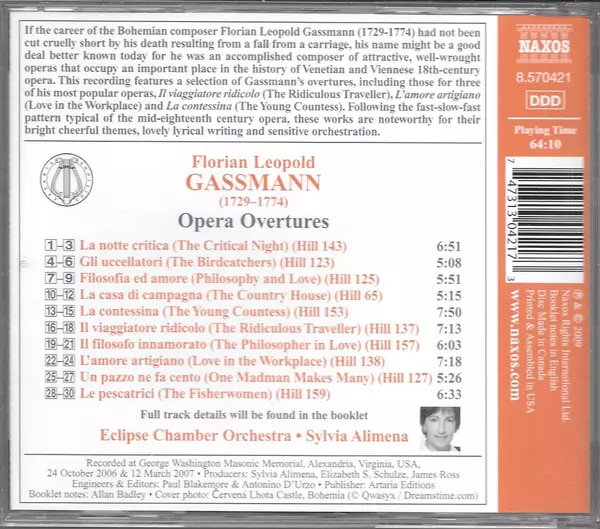 If the career of the Bohemian composer Florian Leopold Gassmann (1729-1774) had not been
cut cruelly short by his death resulting from a fall from a carriage, his name might be a good
deal better known today for he was an accomplished composer of attractive, well-wrought
operas that occupy an important place in the history of Venetian and Viennese 18th-century
opera. This recording features a selection of Gassmann's overtures, including those for three
of his most popular operas, Il viaggiatore ridicolo (The Ridiculous Traveller), L'amore artigiano
(Love in the Workplace) and La contessina (The Young Countess). Following the fast-slow-fast
pattern typical of the mid-eighteenth century opera, these works are noteworthy for their
bright cheerful themes, lovely lyrical writing and sensitive orchestration.
NAXOS
8.570421
DDD
Playing Time
64:10
Florian Leopold
GASSMANN
(1729–1774)
Opera Overtures
1–3 La notte critica (The Critical Night) (Hill 143) 6:51
4–6 Gli uccellatori (The Birdcatchers) (Hill 123) 5:08
7–9 Filosofia ed amore (Philosophy and Love) (Hill 125) 5:51
10–12 La casa di campagna (The Country House) (Hill 65) 5:15
13–15 La contessina (The Young Countess) (Hill 153) 7:50
16-18 Il viaggiatore ridicolo (The Ridiculous Traveller) (Hill 137) 7:13
19–21 Il filosofo innamorato (The Philosopher in Love) (Hill 157) 6:03
22-24 L'amore artigiano (Love in the Workplace) (Hill 138) 7:18
25–27 Un pazzo ne fa cento (One Madman Makes Many) (Hill 127) 5:26
28–30 Le pescatrici (The Fisherwomen) (Hill 159) 6:33
Full track details will be found in the booklet
Eclipse Chamber Orchestra • Sylvia Alimena
Recorded at George Washington Masonic Memorial, Alexandria, Virginia, USA,
24 October 2006 & 12 March 2007 • Producers: Sylvia Alimena, Elizabeth S. Schulze, James Ross
Engineers & Editors: Paul Blakemore & Antonino D'Urzo • Publisher: Artaria Editions
Booklet notes: Allan Badley • Cover photo: Červená Lhota Castle, Bohemia (© Qwasyx / Dreamstime.com)
7 47313 04217 3
www.naxos.com
℗ & © 2009
Naxos Rights International Ltd.
Booklet notes in English
Disc Made in Canada
Printed & Assembled in USA